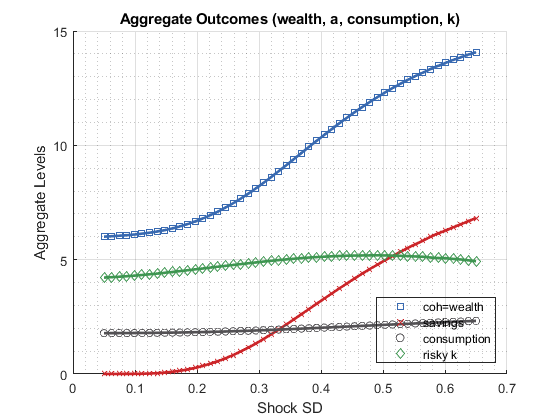 Aggregate Outcomes (wealth, a, consumption, k)
15
10
5
0
Aggregate Levels
0
0.1
0.2
0.3
0.4
0.5
0.6
0.7
Shock SD
coh=wealth
savings
consumption
risky k